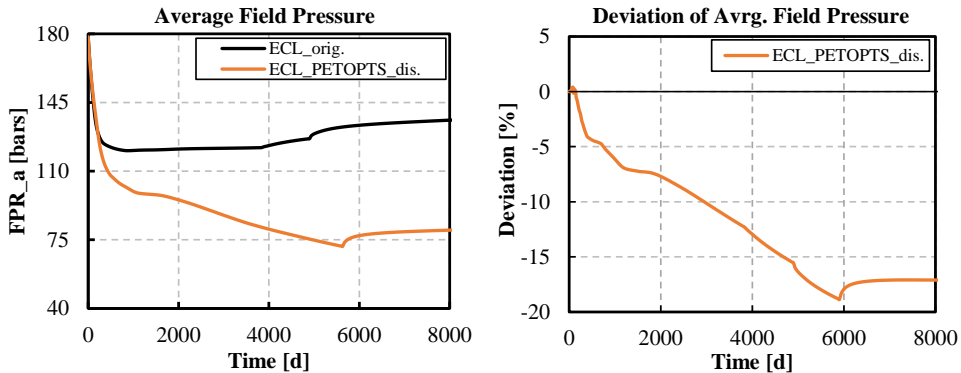 Average Field Pressure
FPR_a [bars]
180
145
110
75
40
ECL_orig.
ECL_PETOPTS_dis.
0 2000 4000 6000 8000
Time [d]
Deviation of Avrg. Field Pressure
Deviation [%]
5
0
-5
-10
-15
-20
ECL_PETOPTS_dis.
0 2000 4000 6000 8000
Time [d]